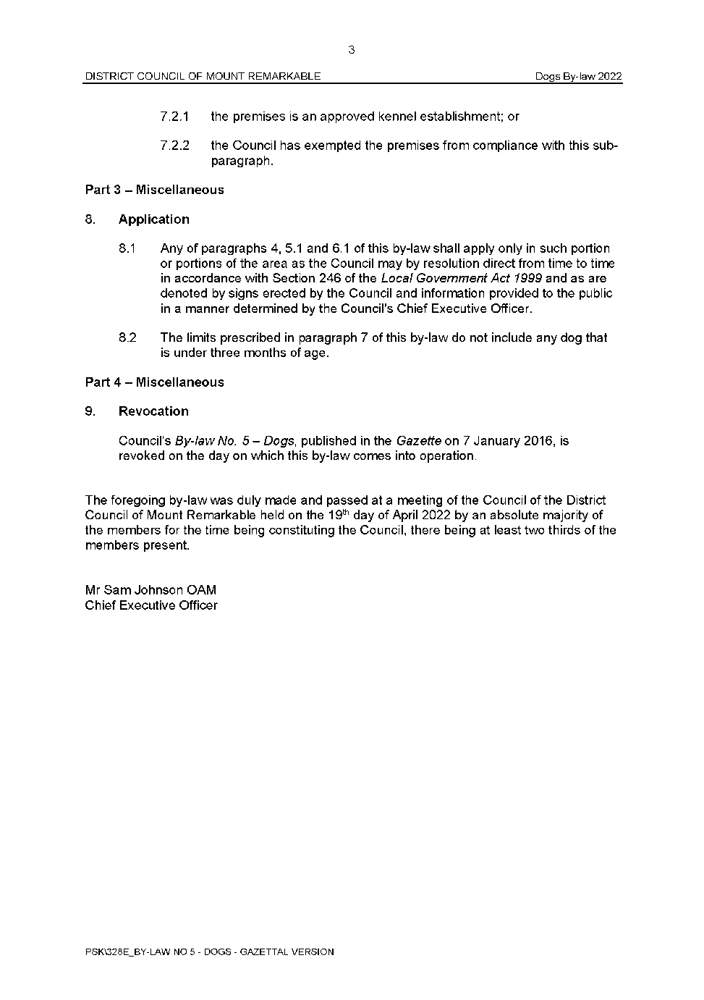 3
DISTRICT COUNCIL OF MOUNT REMARKABLE Dogs By-law 2022
7.2.1 the premises is an approved kennel establishment; or
7.2.2 the Council has exempted the premises from compliance with this sub-
paragraph.
Part 3 – Miscellaneous
8. Application
8.1 Any of paragraphs 4, 5.1 and 6.1 of this by-law shall apply only in such portion
or portions of the area as the Council may by resolution direct from time to time
in accordance with Section 246 of the Local Government Act 1999 and as are
denoted by signs erected by the Council and information provided to the public
in a manner determined by the Council's Chief Executive Officer.
8.2 The limits prescribed in paragraph 7 of this by-law do not include any dog that
is under three months of age.
Part 4 – Miscellaneous
9. Revocation
Council's By-law No. 5 – Dogs, published in the Gazette on 7 January 2016, is
revoked on the day on which this by-law comes into operation.
The foregoing by-law was duly made and passed at a meeting of the Council of the District
Council of Mount Remarkable held on the 19th day of April 2022 by an absolute majority of
the members for the time being constituting the Council, there being at least two thirds of the
members present.
Mr Sam Johnson OAM
Chief Executive Officer
PSK\328E_BY-LAW NO 5 - DOGS - GAZETTAL VERSION